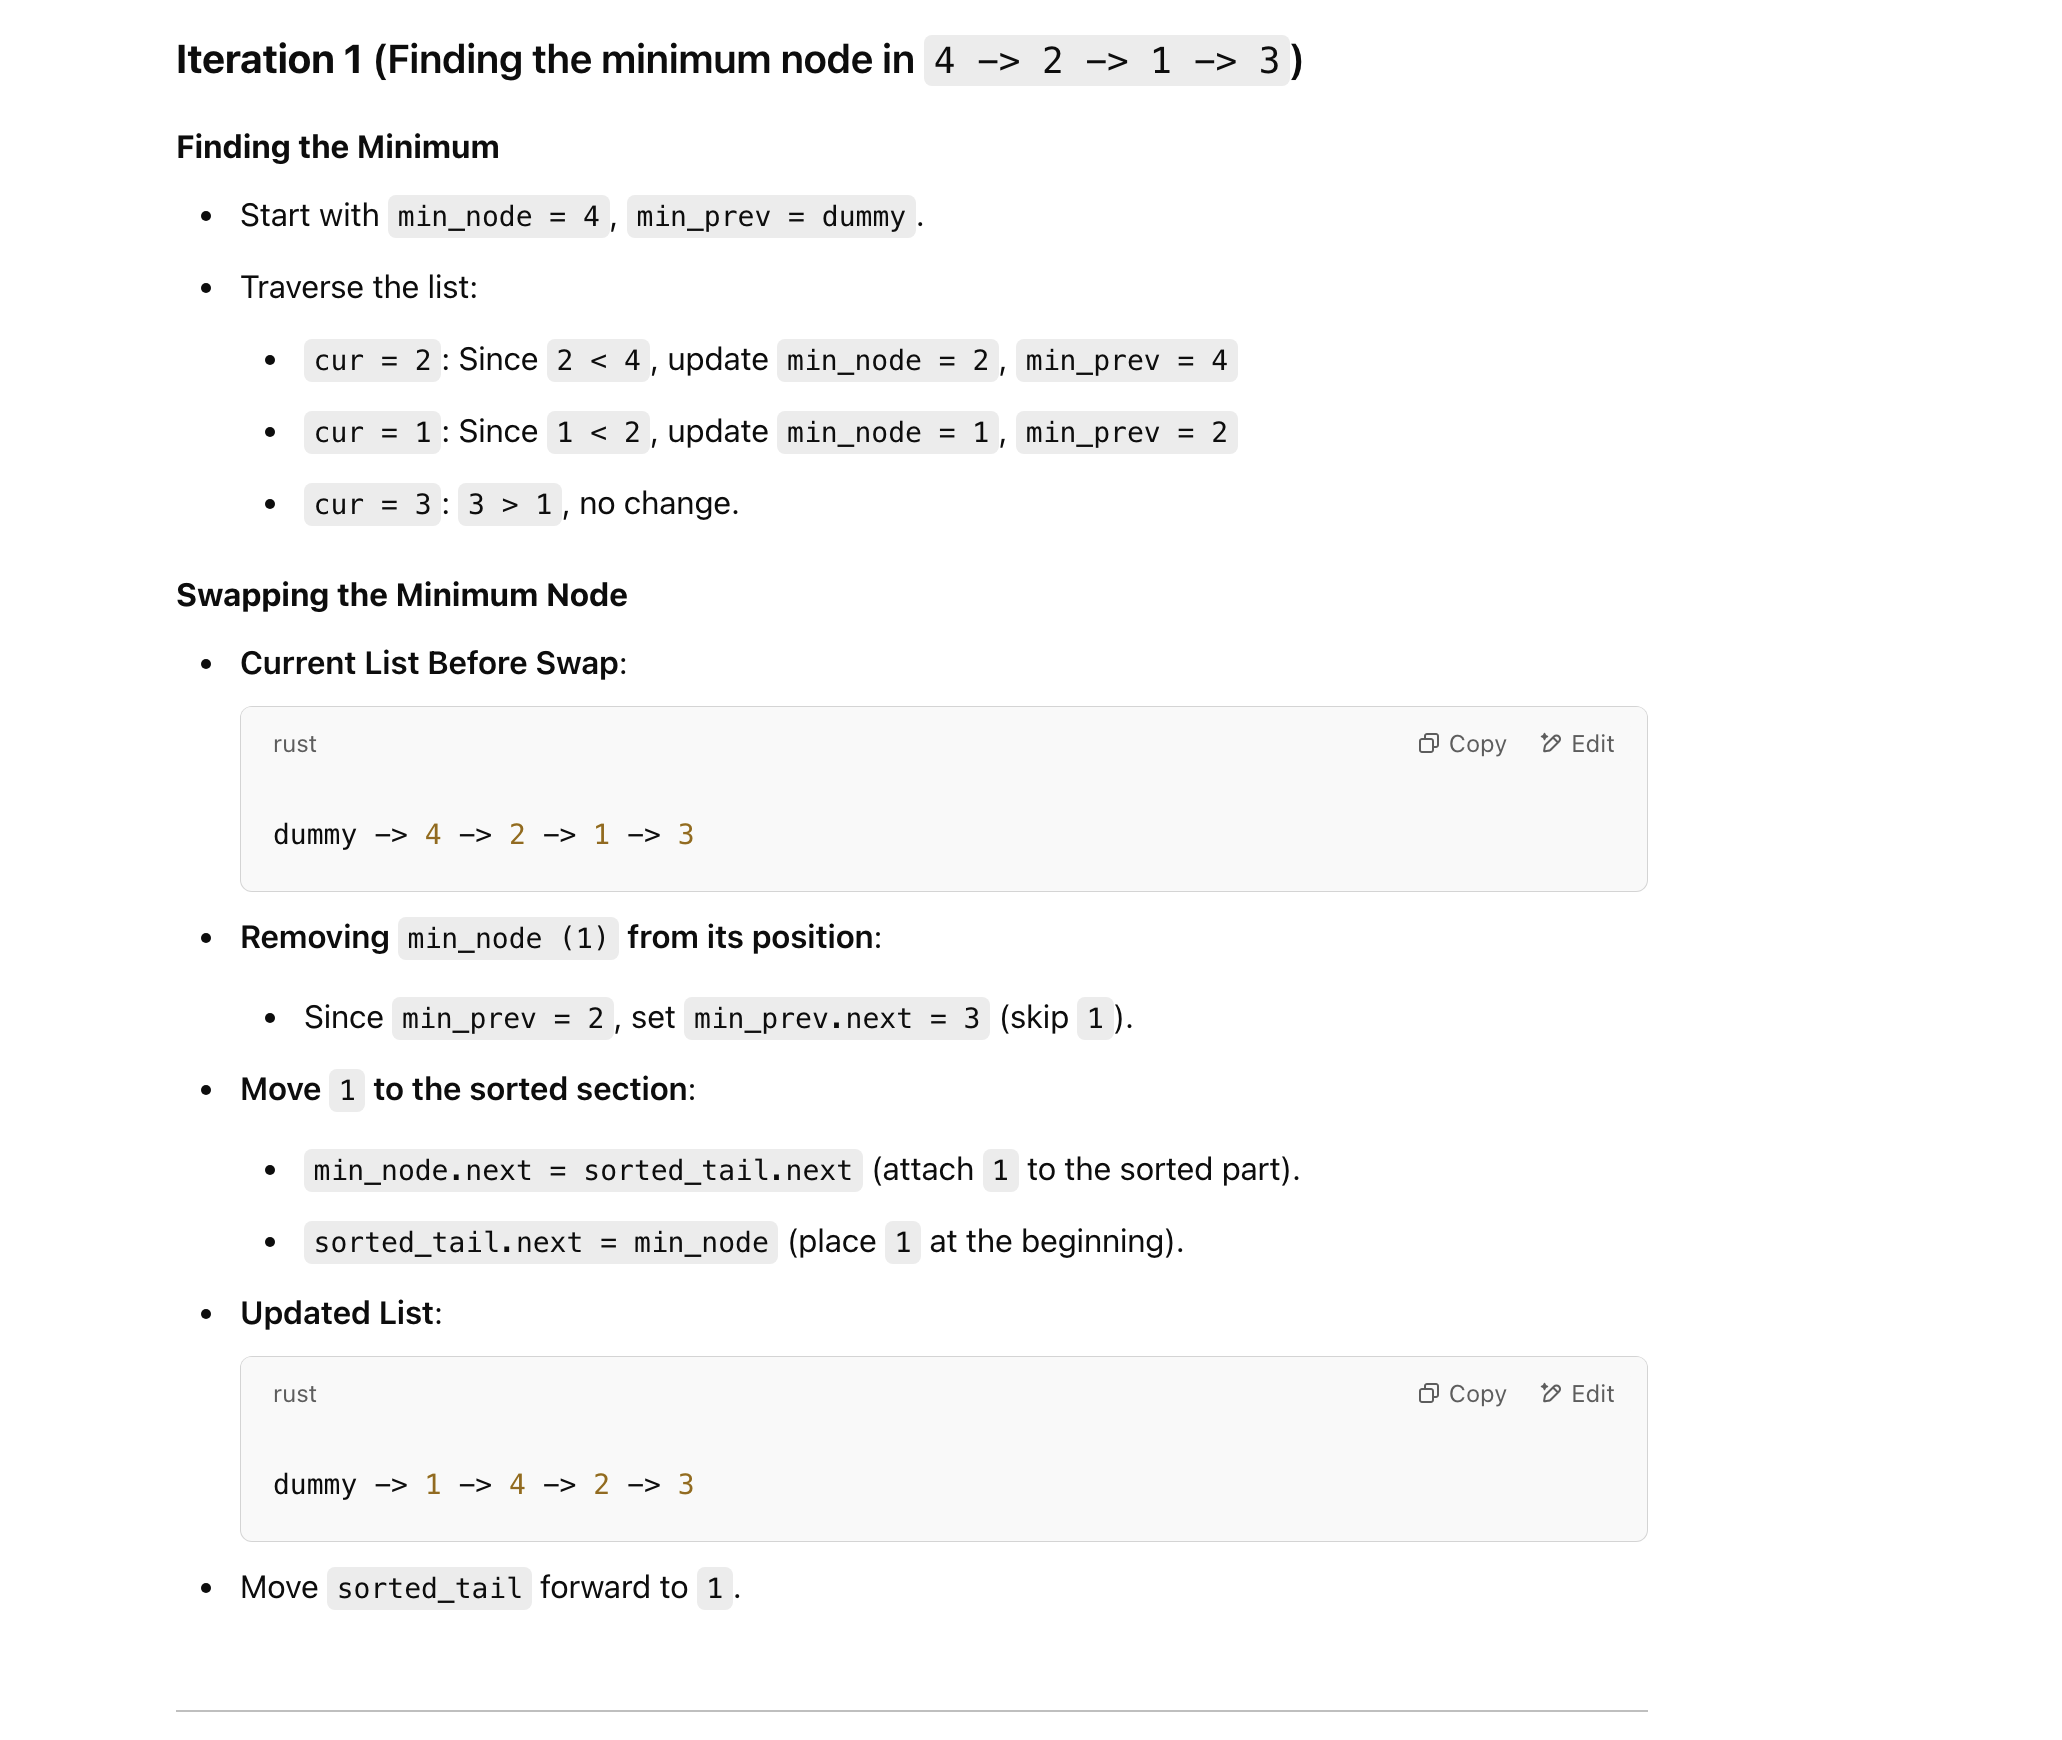 Iteration 1 (Finding the minimum node in 4 -> 2 -> 1 -> 3)
Finding the Minimum
• Start with min_node = 4, min_prev = dummy.
• Traverse the list:
• cur = 2: Since 2 < 4, update min_node = 2, min_prev = 4
• cur = 1: Since 1 < 2, update min_node = 1, min_prev = 2
• cur = 3: 3 > 1, no change.
Swapping the Minimum Node
• Current List Before Swap:
rust Copy Edit
dummy -> 4 -> 2 -> 1 -> 3
• Removing min_node (1) from its position:
• Since min_prev = 2, set min_prev.next = 3 (skip 1).
• Move 1 to the sorted section:
• min_node.next = sorted_tail.next (attach 1 to the sorted part).
• sorted_tail.next = min_node (place 1 at the beginning).
• Updated List:
rust Copy Edit
dummy -> 1 -> 4 -> 2 -> 3
• Move sorted_tail forward to 1.